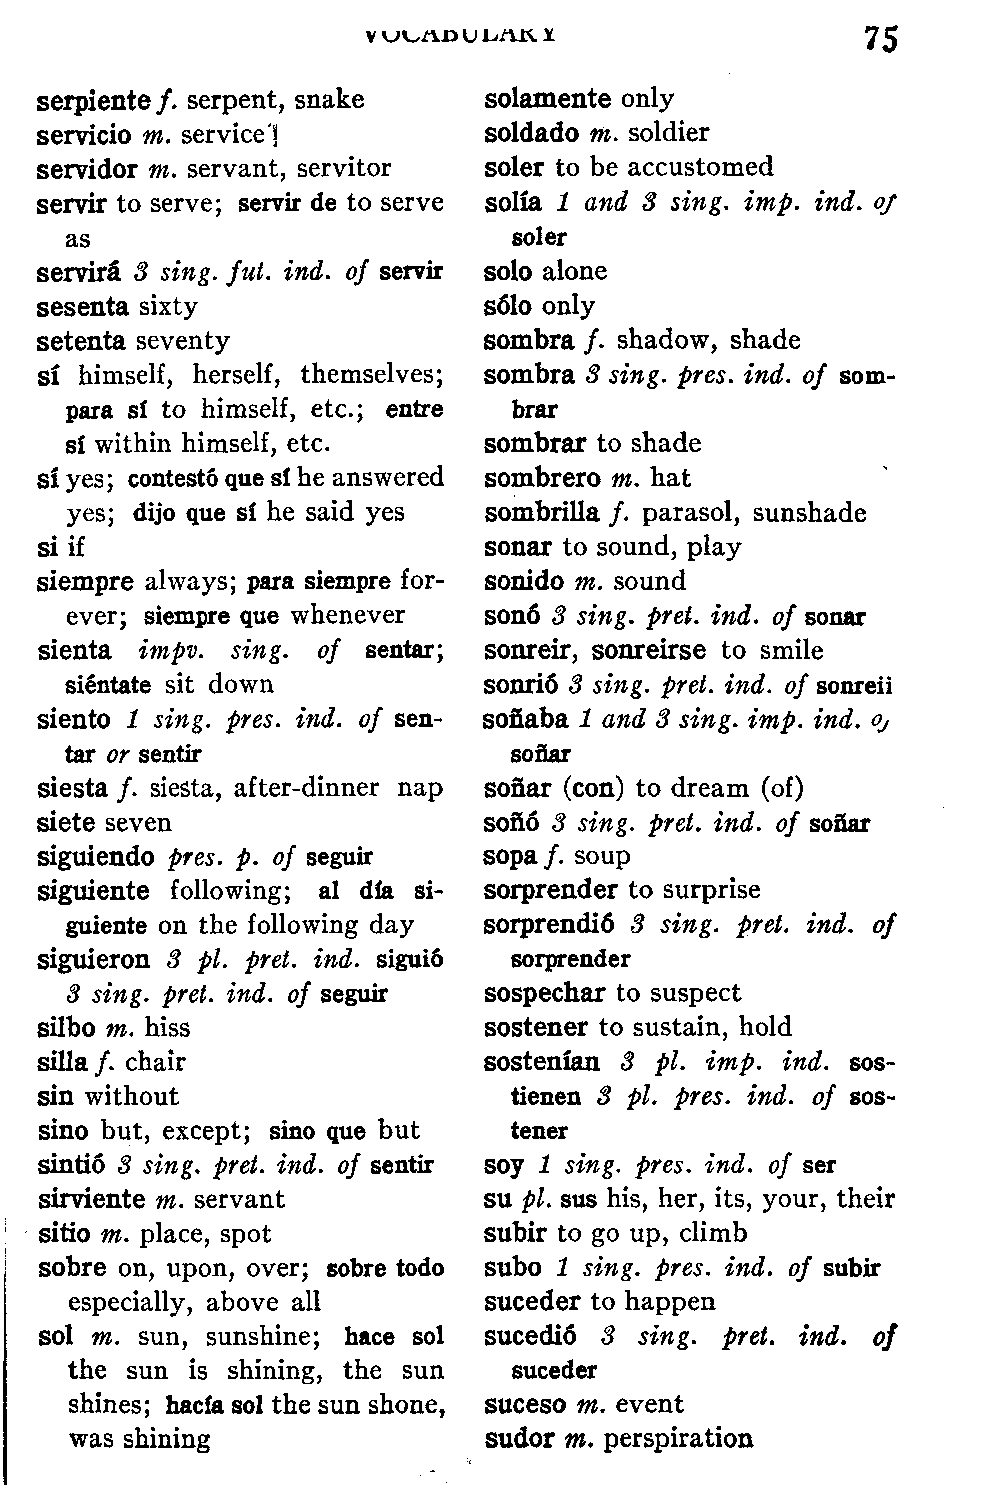 VOCABULARY
75
serpiente f. serpent, snake
servicio m. service
servidor m. servant, servitor
servir to serve; servir de to serve
as
servirá 3 sing. fut. ind. of servir
sesenta sixty
setenta seventy
sí himself, herself, themselves;
para sí to himself, etc.; entre
sí within himself, etc.
sí yes; contestó que sí he answered
yes; dijo que sí he said yes
si if
siempre always; para siempre for-
ever; siempre que whenever
sienta impv. sing. of sentar;
siéntate sit down
siento 1 sing. pres. ind. of sen-
tar or sentir
siesta f. siesta, after-dinner nap
siete seven
siguiendo pres. p. of seguir
siguiente following; al día si-
guiente on the following day
siguieron 3 pl. pret. ind. siguió
3 sing. pret. ind. of seguir
silbo m. hiss
silla f. chair
sin without
sino but, except; sino que but
sintió 3 sing. pret. ind. of sentir
sirviente m. servant
sitio m. place, spot
sobre on, upon, over; sobre todo
especially, above all
sol m. sun, sunshine; hace sol
the sun is shining, the sun
shines; hacía sol the sun shone,
was shining
solamente only
soldado m. soldier
soler to be accustomed
solía 1 and 3 sing. imp. ind. of
soler
solo alone
sólo only
sombra f. shadow, shade
sombra 3 sing. pres. ind. of som-
brar
sombrar to shade
sombrero m. hat
sombrilla f. parasol, sunshade
sonar to sound, play
sonido m. sound
sonó 3 sing. pret. ind. of sonar
sonreir, sonreirse to smile
sonrió 3 sing. pret. ind. of sonreir
soñaba 1 and 3 sing. imp. ind. of
soñar
soñar (con) to dream (of)
soñó 3 sing. pret. ind. of soñar
sopa f. soup
sorprender to surprise
sorprendió 3 sing. pret. ind. of
sorprender
sospechar to suspect
sostener to sustain, hold
sostenían 3 pl. imp. ind. sos-
tienen 3 pl. pres. ind. of sos-
tener
soy 1 sing. pres. ind. of ser
su pl. sus his, her, its, your, their
subir to go up, climb
subo 1 sing. pres. ind. of subir
suceder to happen
sucedió 3 sing. pret. ind. of
suceder
suceso m. event
sudor m. perspiration